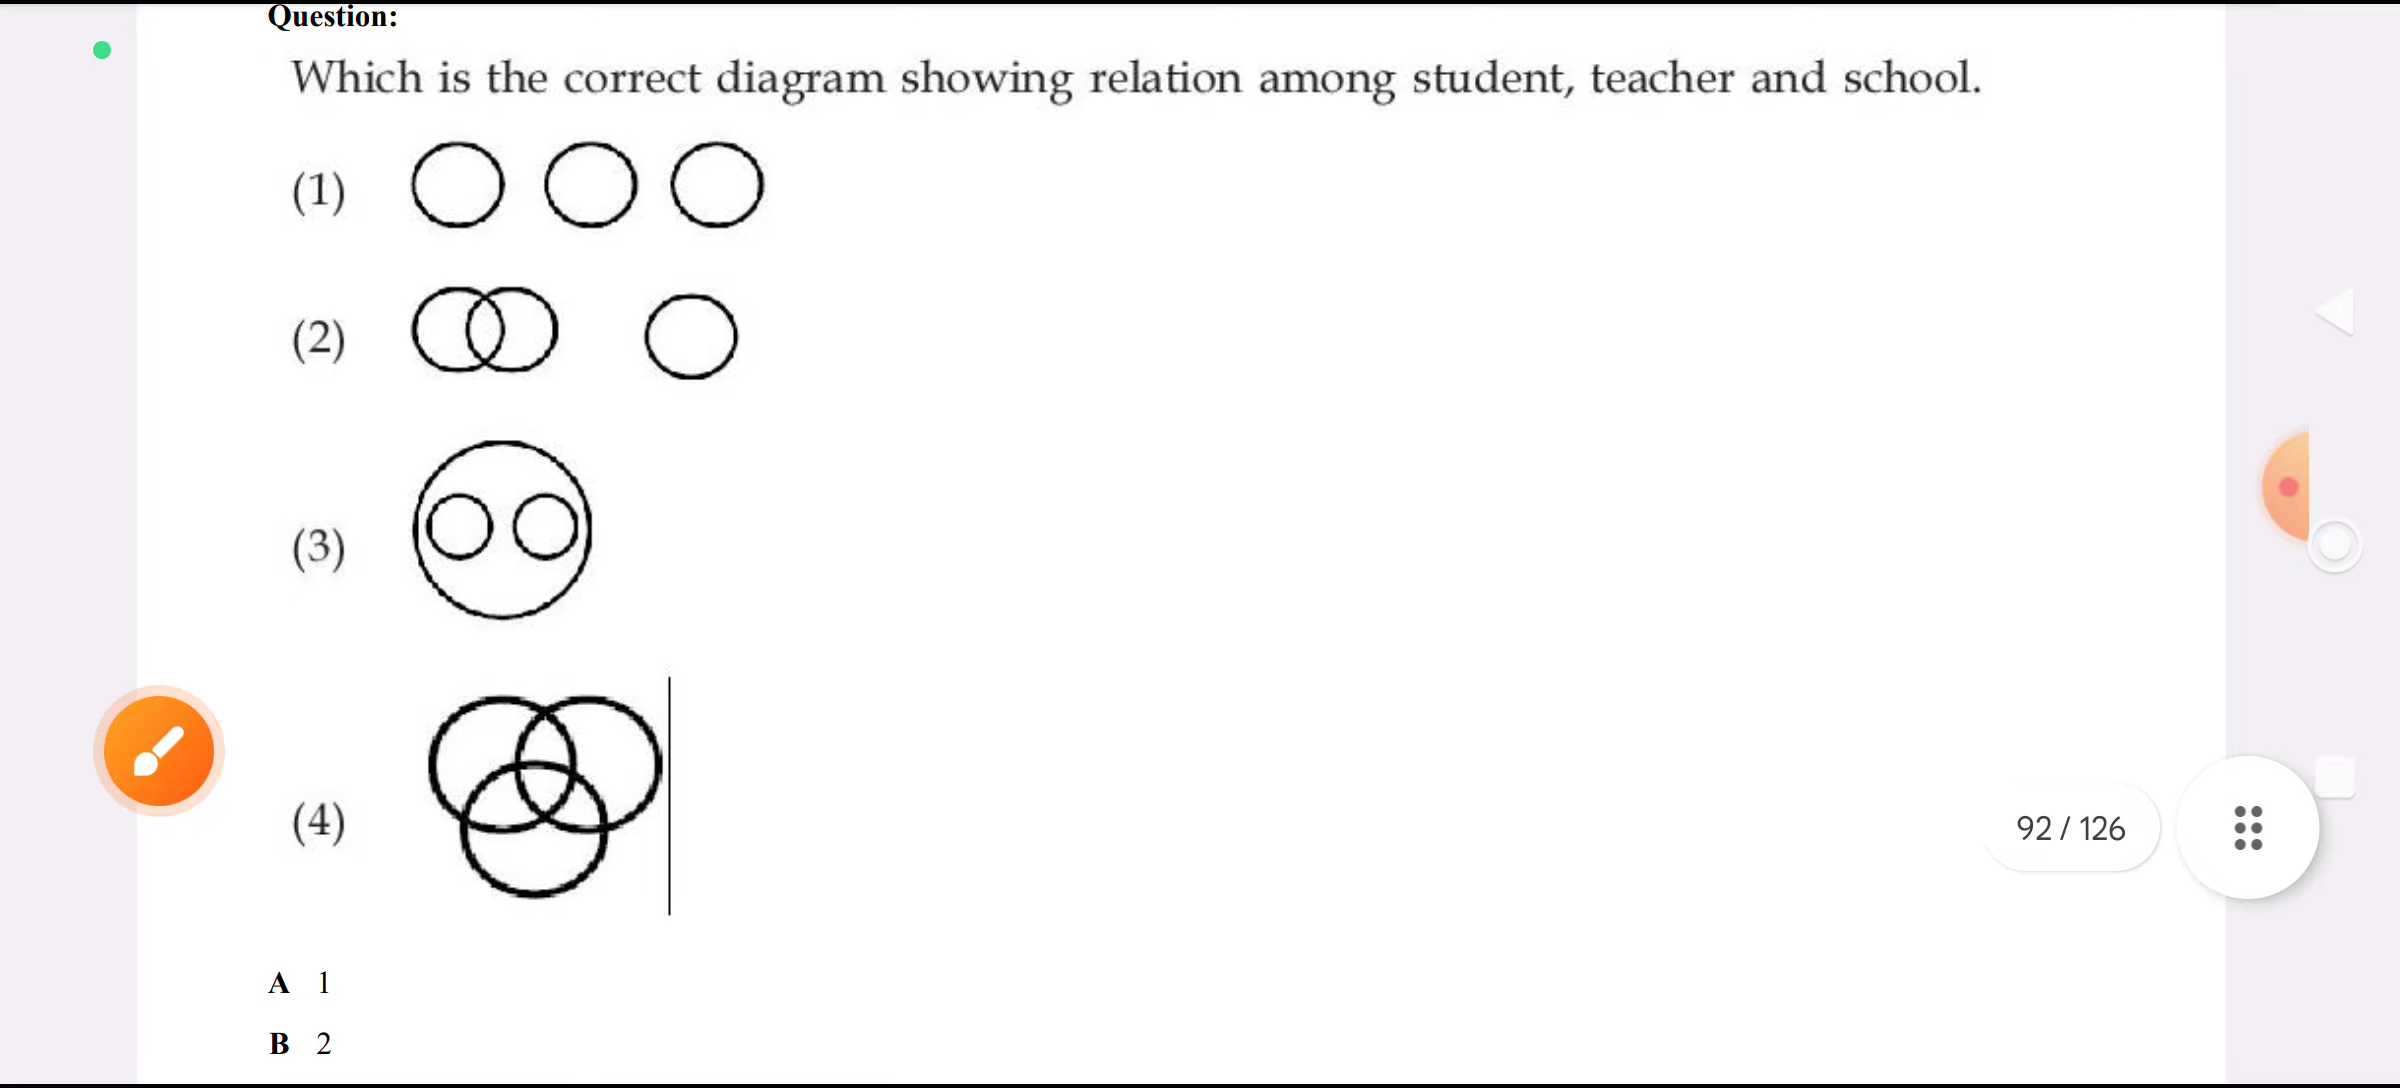 Question:
Which is the correct diagram showing relation among student, teacher and school.
(1)
(2)
(3)
(4)
92 / 126
A 1
B 2